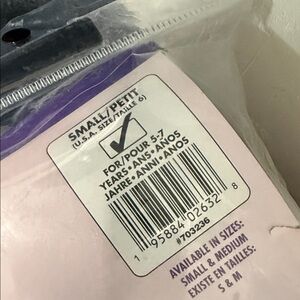 SMALL/PETIT
(U.S.A. SIZE/TAILLE 6)
FOR/POUR 5-7
YEARS•ANS•ANOS
JAHRE•ANNI•ANOS
1 95884 02632 8
#703236
AVAILABLE IN SIZES:
SMALL & MEDIUM
EXISTE EN TAILLES:
S & M